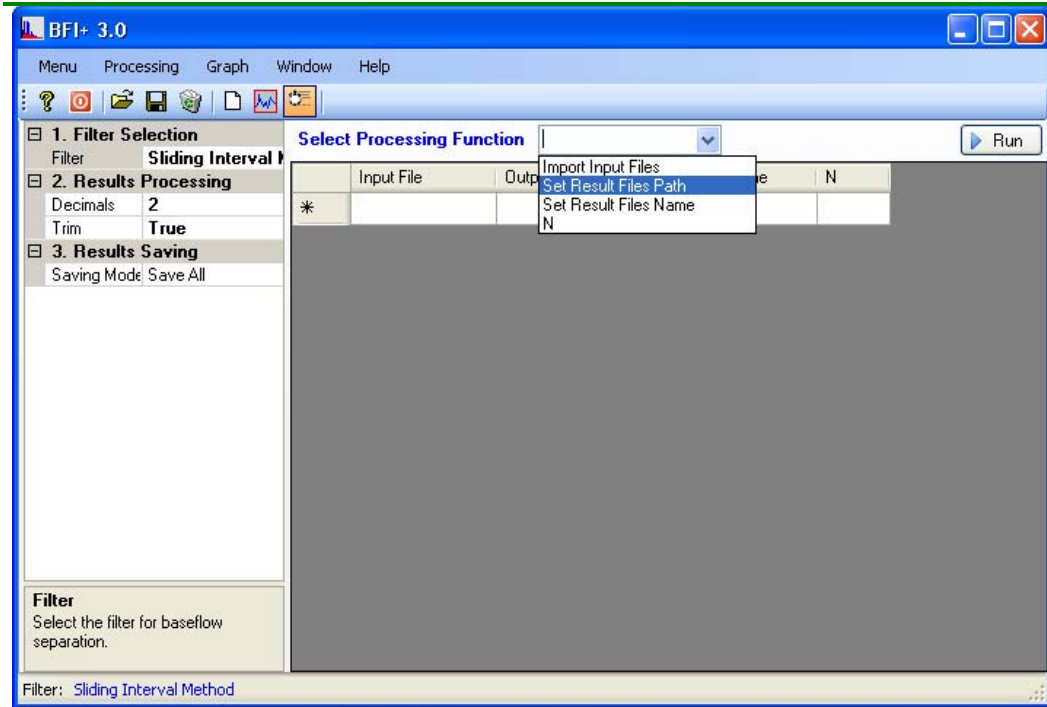 BFI+ 3.0
Menu Processing Graph Window Help
1. Filter Selection
Filter Sliding Interval
2. Results Processing
Decimals 2
Trim True
3. Results Saving
Saving Mode Save All
Select Processing Function
Run
Input File Outp e N
Import Input Files
Set Result Files Path
Set Result Files Name
N
*
Filter
Select the filter for baseflow
separation.
Filter: Sliding Interval Method